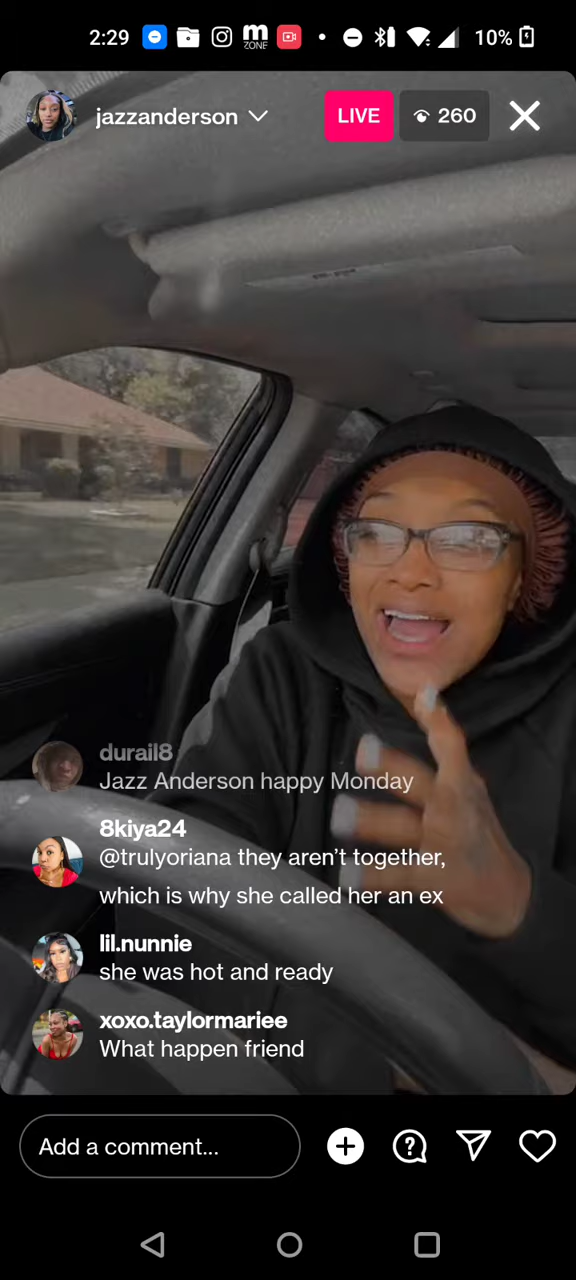 2:29
m
ZONE
10%
jazzanderson
LIVE
260
durail8
Jazz Anderson happy Monday
8kiya24
@trulyoriana they aren't together,
which is why she called her an ex
lil.nunnie
she was hot and ready
xoxo.taylormariee
What happen friend
Add a comment...